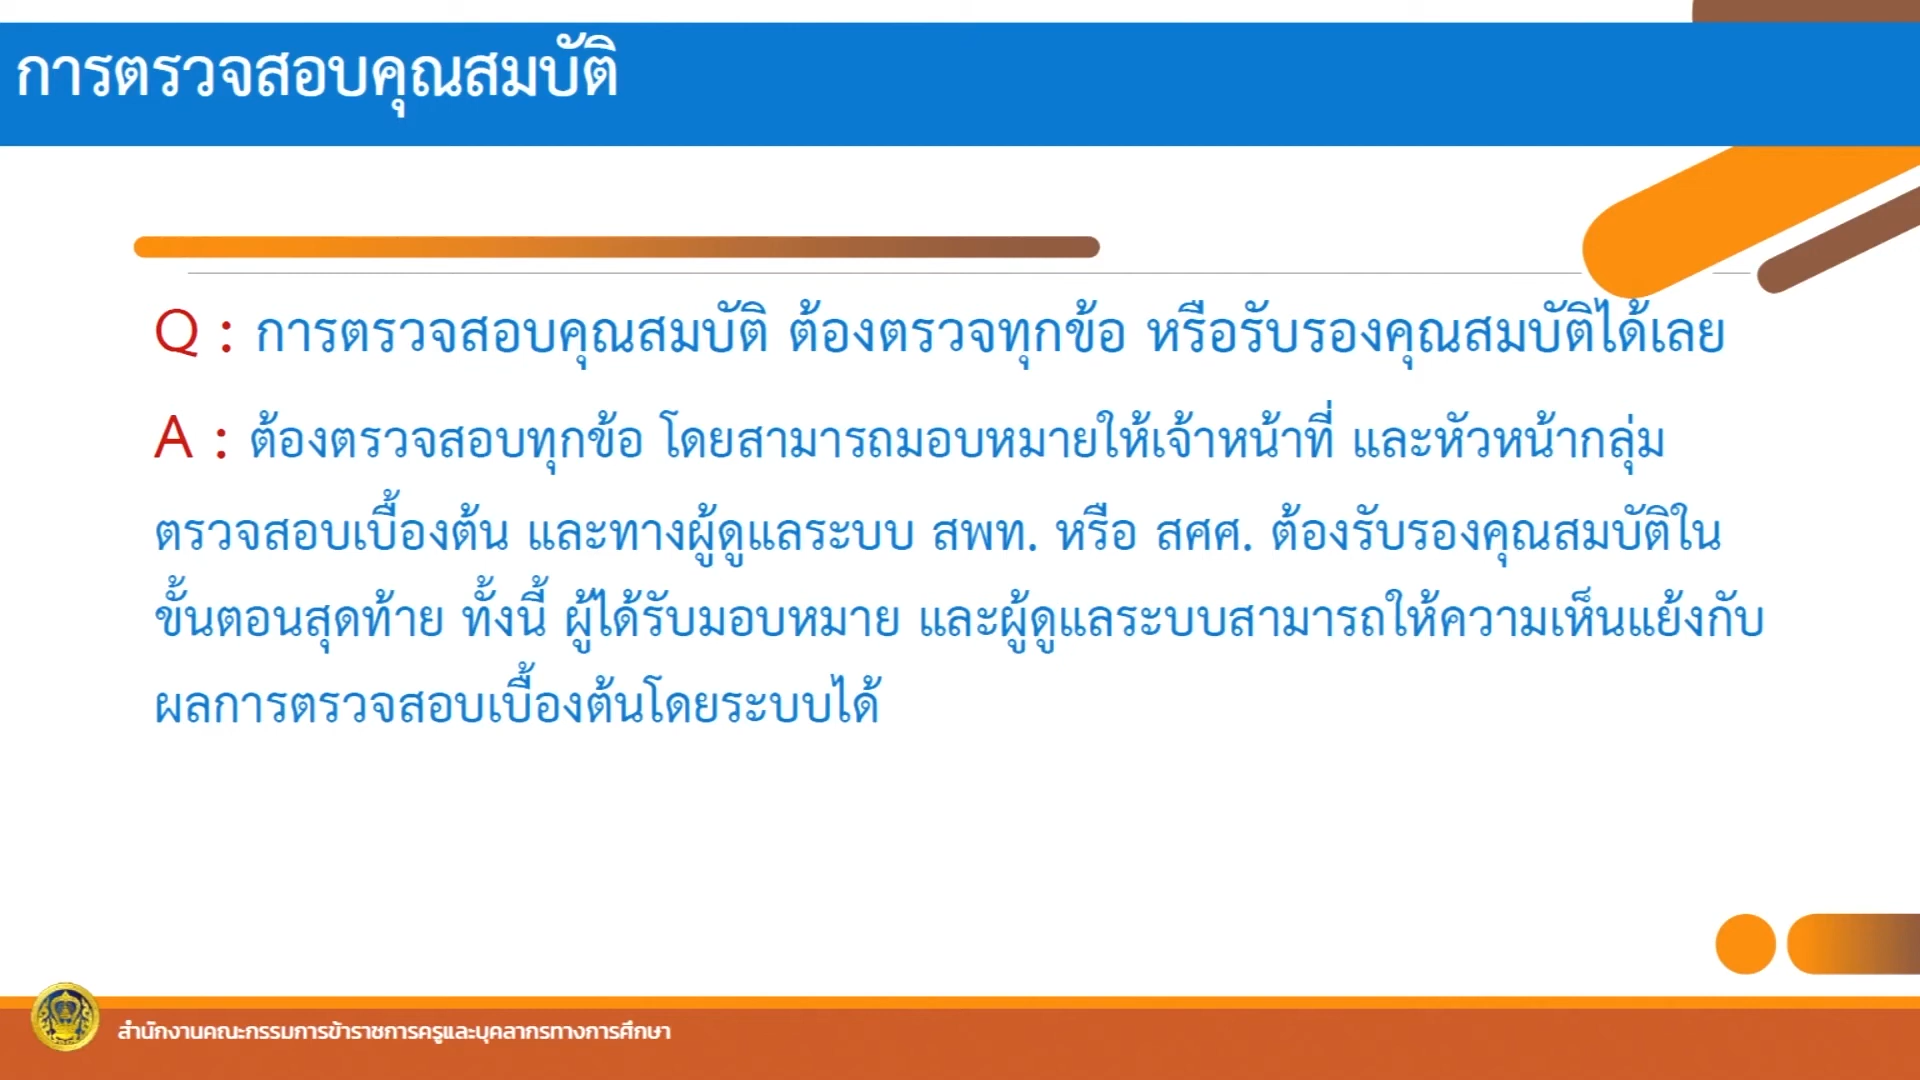 การตรวจสอบคุณสมบัติ
Q : การตรวจสอบคุณสมบัติ ต้องตรวจทุกข้อ หรือรับรองคุณสมบัติได้เลย
A : ต้องตรวจสอบทุกข้อ โดยสามารถมอบหมายให้เจ้าหน้าที่ และหัวหน้ากลุ่ม
ตรวจสอบเบื้องต้น และทางผู้ดูแลระบบ สพท. หรือ สศศ. ต้องรับรองคุณสมบัติใน
ขั้นตอนสุดท้าย ทั้งนี้ ผู้ได้รับมอบหมาย และผู้ดูแลระบบสามารถให้ความเห็นแย้งกับ
ผลการตรวจสอบเบื้องต้นโดยระบบได้
สำนักงานคณะกรรมการข้าราชการครูและบุคลากรทางการศึกษา